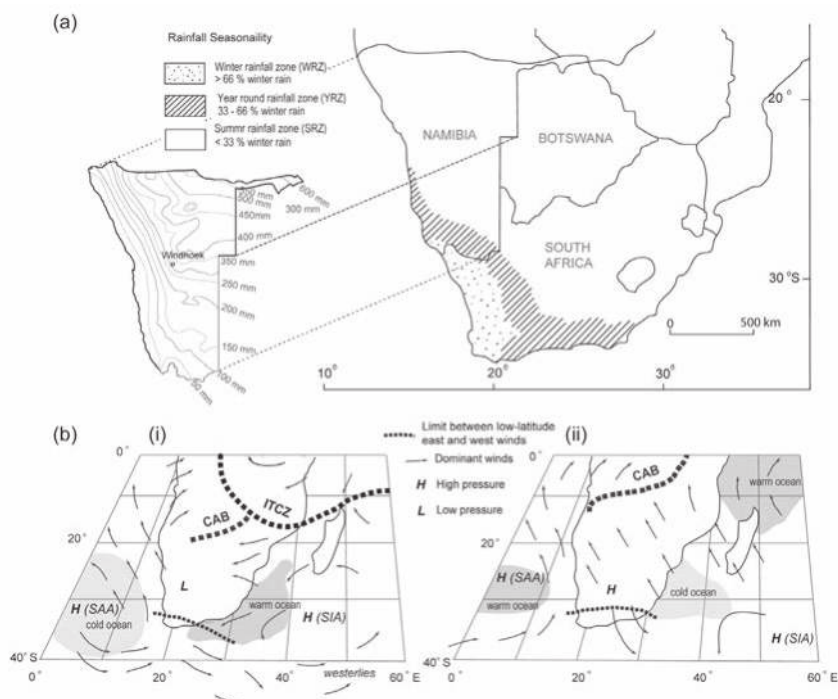 (a)
Rainfall Seasonaility
Winter rainfall zone (WRZ)
> 66 % winter rain
Year round rainfall zone (YRZ)
33 - 66 % winter rain
Summr rainfall zone (SRZ)
< 33 % winter rain
NAMIBIA
BOTSWANA
SOUTH
AFRICA
20°
30°S
0
500 km
10°
20°
30°
600 mm
500 mm
300 mm
450mm
400 mm
Windhoek
350 mm
250 mm
200 mm
150 mm
100 mm
50 mm
(b)
(i)
Limit between low-latitude
east and west winds
Dominant winds
H High pressure
L Low pressure
(ii)
0°
20°
40° S
0°
20°
40°
60° E
ITCZ
CAB
L
H (SAA)
cold ocean
warm ocean
H (SIA)
westerlies
0°
20°
40° S
0°
20°
40°
60° E
CAB
warm ocean
H (SAA)
warm ocean
H
cold ocean
H (SIA)